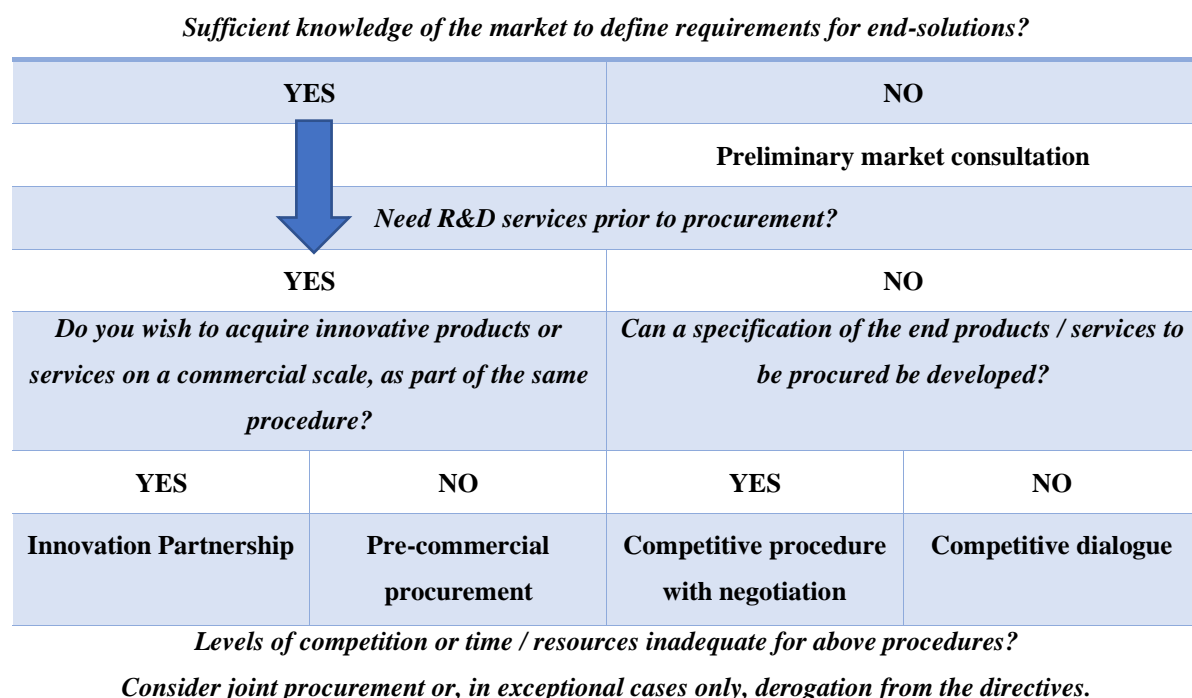 Sufficient knowledge of the market to define requirements for end-solutions?
YES
NO
Preliminary market consultation
Need R&D services prior to procurement?
YES
NO
Do you wish to acquire innovative products or
services on a commercial scale, as part of the same
procedure?
Can a specification of the end products / services to
be procured be developed?
YES
NO
YES
NO
Innovation Partnership
Pre-commercial
procurement
Competitive procedure
with negotiation
Competitive dialogue
Levels of competition or time / resources inadequate for above procedures?
Consider joint procurement or, in exceptional cases only, derogation from the directives.